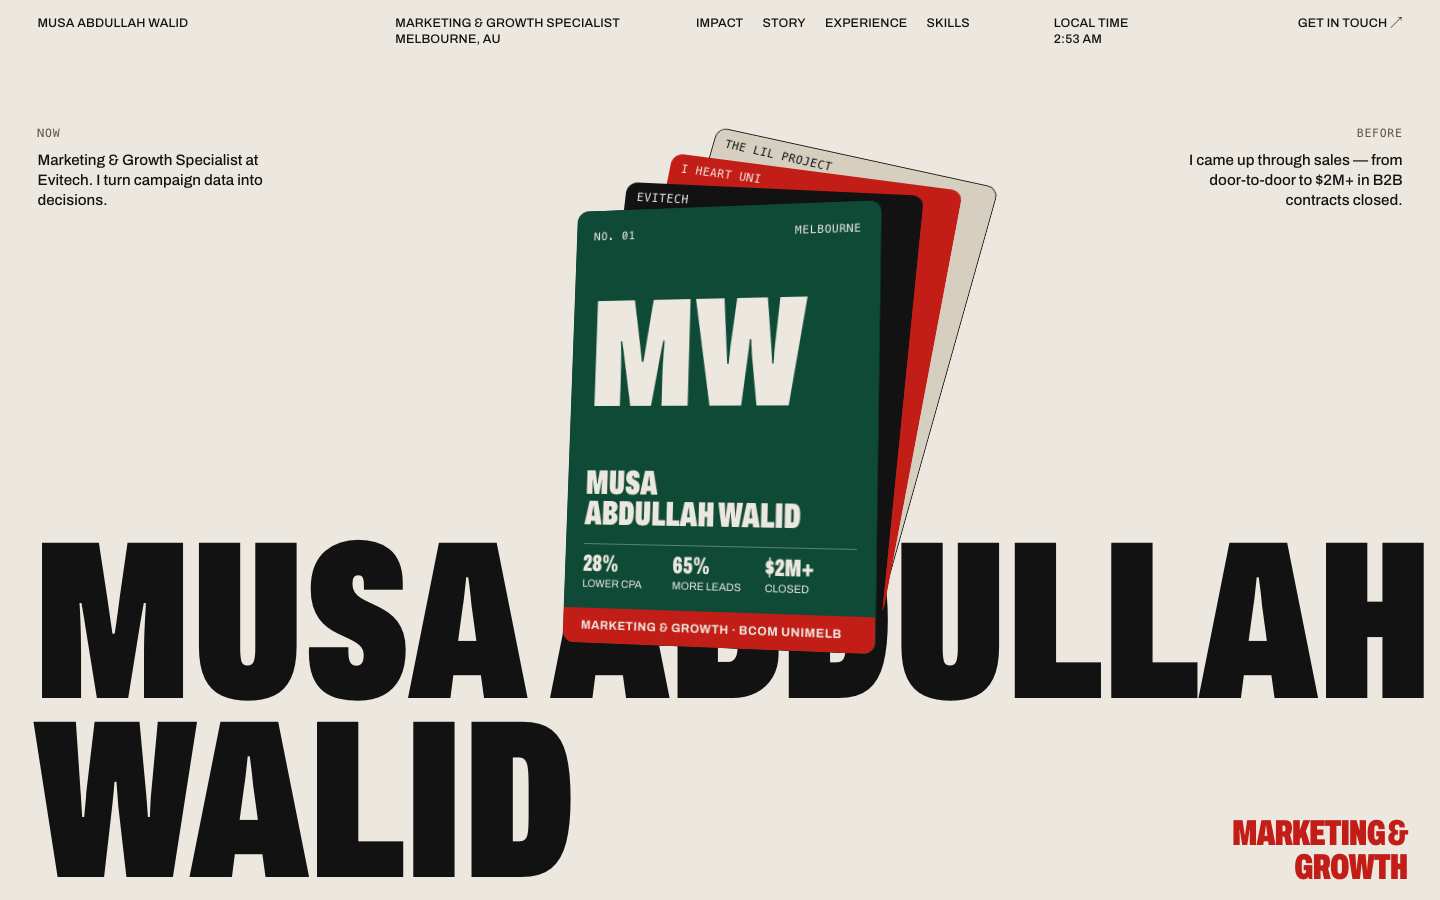 MUSA ABDULLAH WALID
MARKETING & GROWTH SPECIALIST
MELBOURNE, AU
IMPACT STORY EXPERIENCE SKILLS
LOCAL TIME
2:53 AM
GET IN TOUCH ↗
NOW
Marketing & Growth Specialist at
Evitech. I turn campaign data into
decisions.
BEFORE
I came up through sales — from
door-to-door to $2M+ in B2B
contracts closed.
THE LIL PROJECT
I HEART UNI
EVITECH
NO. 01 MELBOURNE
MW
MUSA
ABDULLAH WALID
28% 65% $2M+
LOWER CPA MORE LEADS CLOSED
MARKETING & GROWTH · BCOM UNIMELB
MUSA ABDULLAH
WALID
MARKETING &
GROWTH